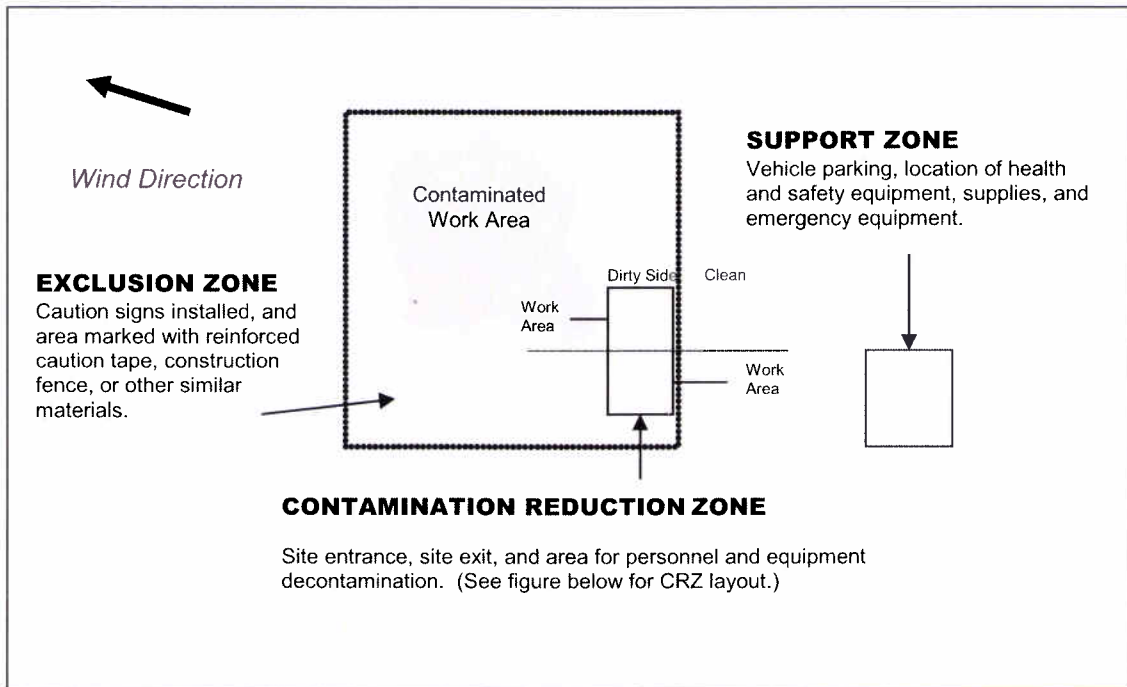 Wind Direction
Contaminated
Work Area
SUPPORT ZONE
Vehicle parking, location of health
and safety equipment, supplies, and
emergency equipment.
EXCLUSION ZONE
Caution signs installed, and
area marked with reinforced
caution tape, construction
fence, or other similar
materials.
Dirty Side Clean
Work
Area
Work
Area
CONTAMINATION REDUCTION ZONE
Site entrance, site exit, and area for personnel and equipment
decontamination. (See figure below for CRZ layout.)